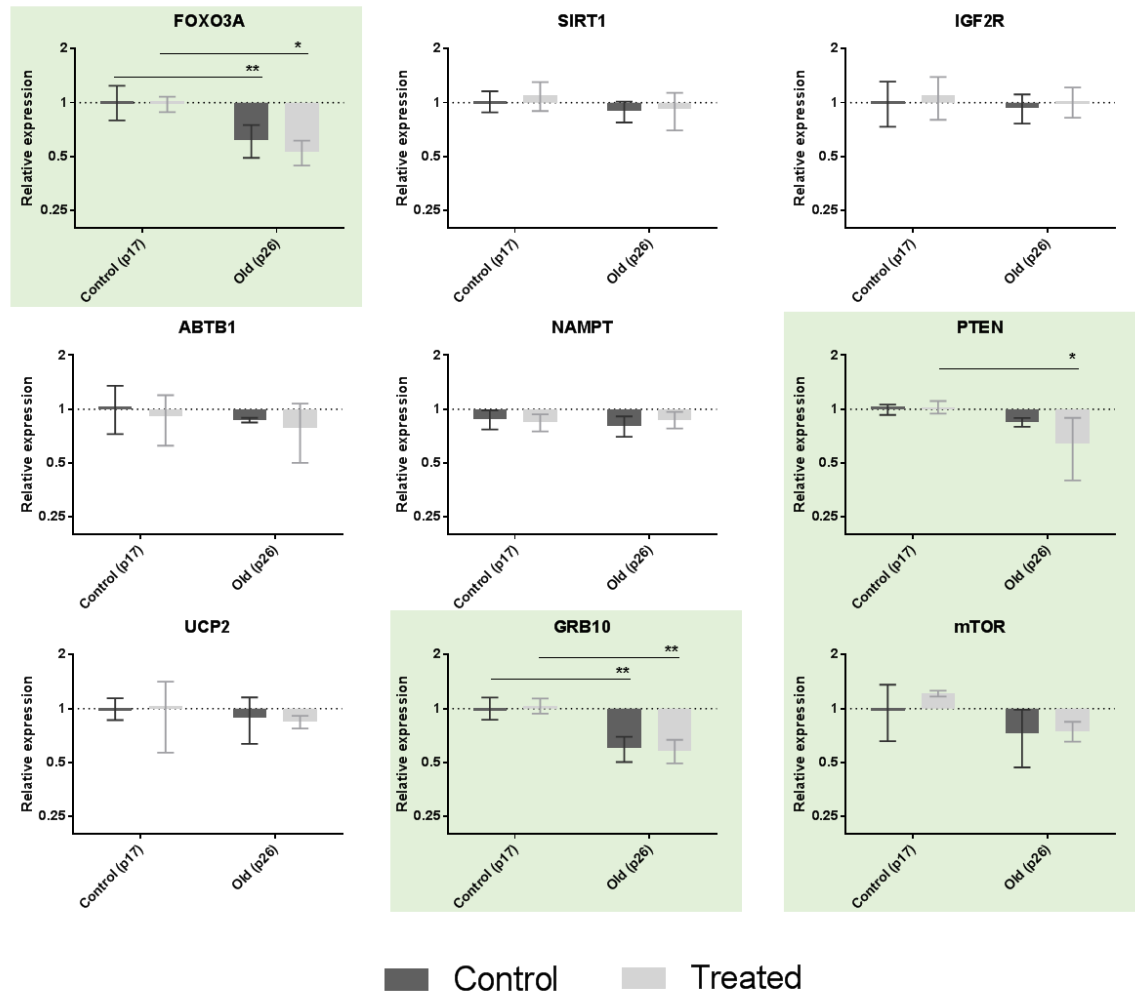 FOXO3A
2
1
0.5
0.25
Relative expression
*
**
Control (p17)
Old (p26)
SIRT1
2
1
0.5
0.25
Relative expression
Control (p17)
Old (p26)
IGF2R
2
1
0.5
0.25
Relative expression
Control (p17)
Old (p26)
ABTB1
2
1
0.5
0.25
Relative expression
Control (p17)
Old (p26)
NAMPT
2
1
0.5
0.25
Relative expression
Control (p17)
Old (p26)
PTEN
2
1
0.5
0.25
Relative expression
*
Control (p17)
Old (p26)
UCP2
2
1
0.5
0.25
Relative expression
Control (p17)
Old (p26)
GRB10
2
1
0.5
0.25
Relative expression
**
**
Control (p17)
Old (p26)
mTOR
2
1
0.5
0.25
Relative expression
Control (p17)
Old (p26)
Control
Treated